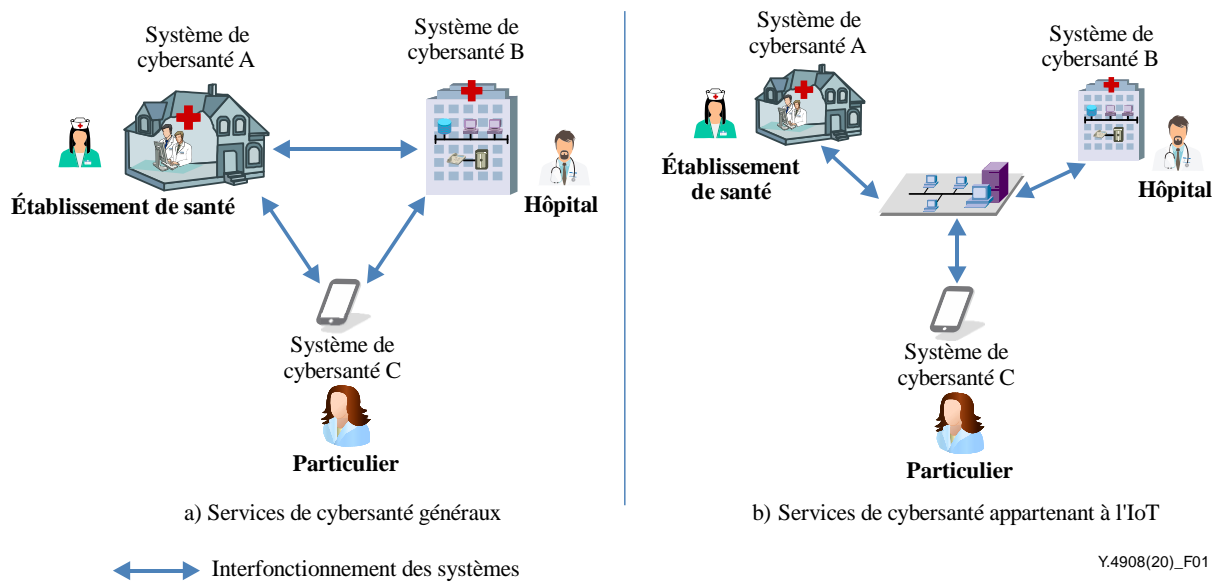 Système de
cybersanté A
Système de
cybersanté B
Établissement de santé
Hôpital
Système de
cybersanté C
Particulier
a) Services de cybersanté généraux
Système de
cybersanté A
Système de
cybersanté B
Établissement
de santé
Hôpital
Système de
cybersanté C
Particulier
b) Services de cybersanté appartenant à l'IoT
Interfonctionnement des systèmes
Y.4908(20)_F01